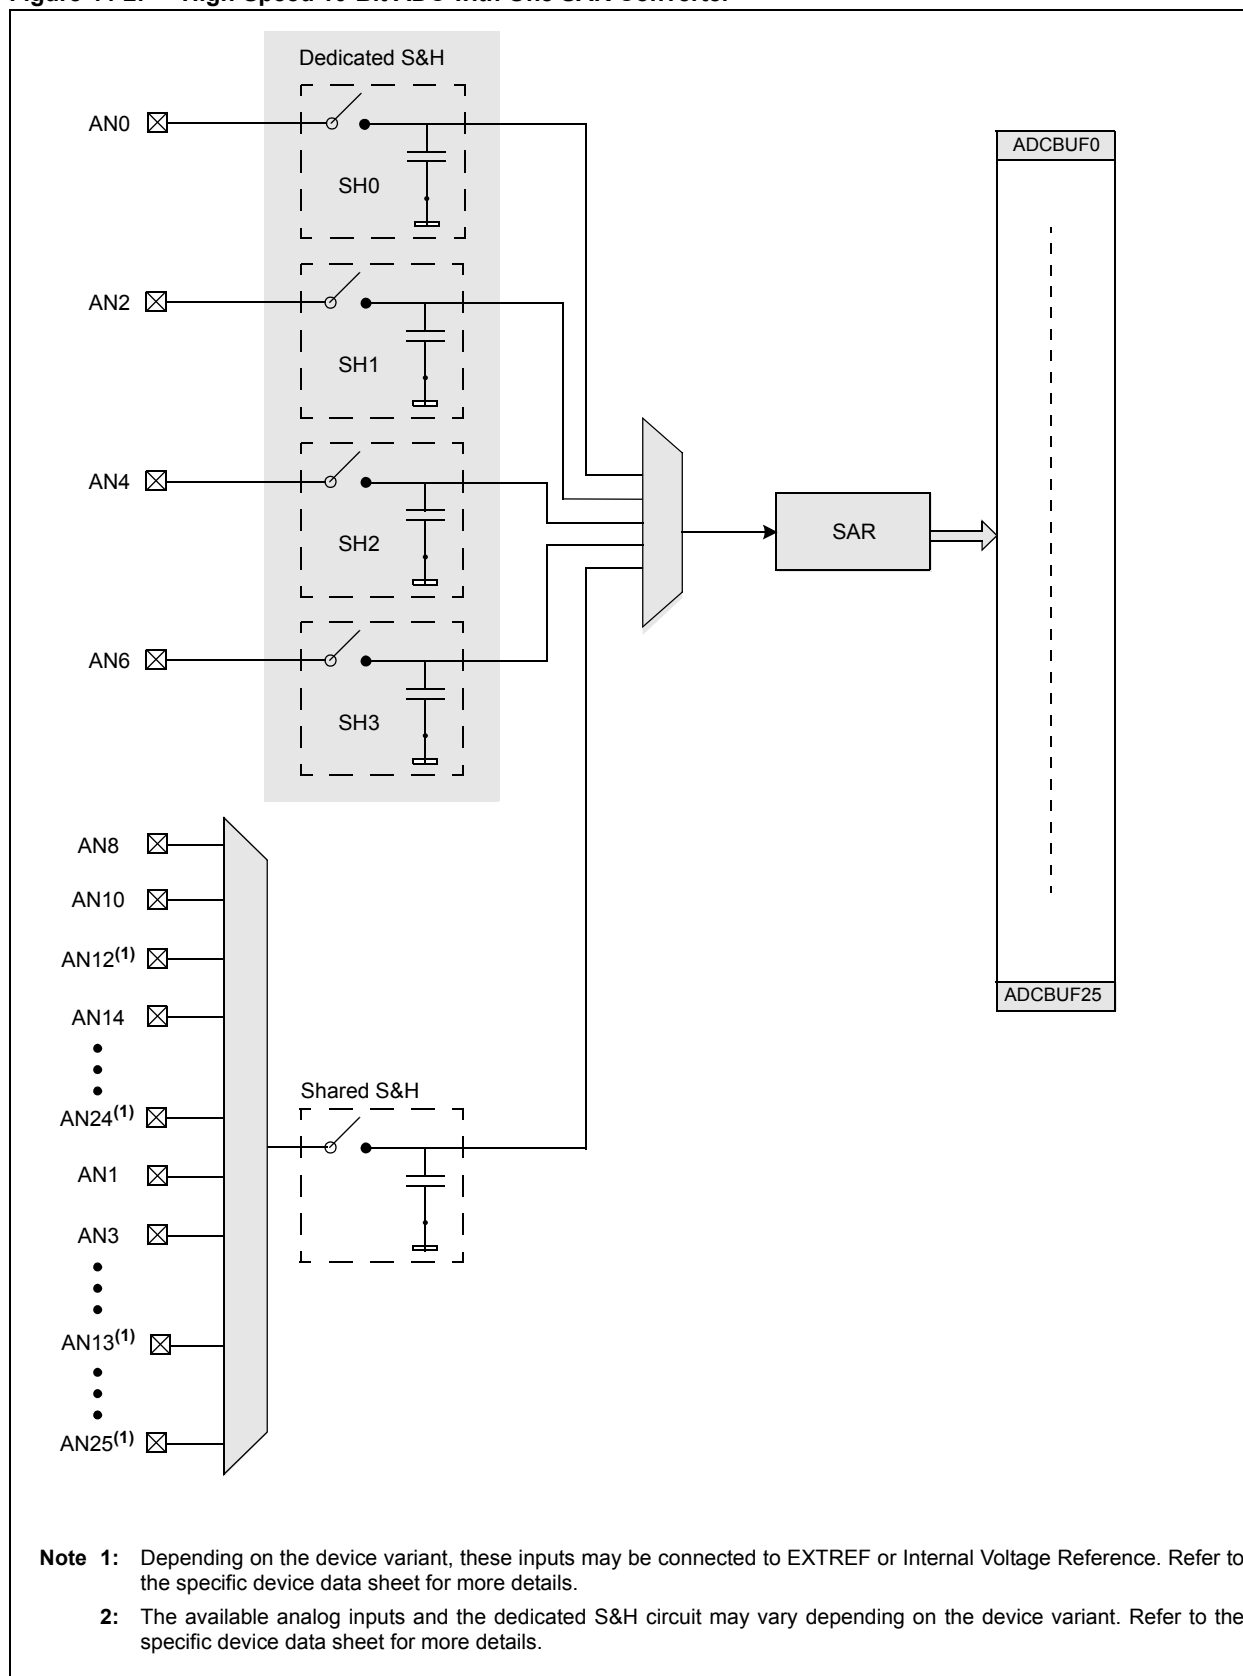 Dedicated S&H
AN0
SH0
ADCBUF0
AN2
SH1
AN4
SH2
SAR
AN6
SH3
AN8
AN10
AN12(1)
AN14
ADCBUF25
Shared S&H
AN24(1)
AN1
AN3
AN13(1)
AN25(1)
Note 1: Depending on the device variant, these inputs may be connected to EXTREF or Internal Voltage Reference. Refer to
the specific device data sheet for more details.
2: The available analog inputs and the dedicated S&H circuit may vary depending on the device variant. Refer to the
specific device data sheet for more details.